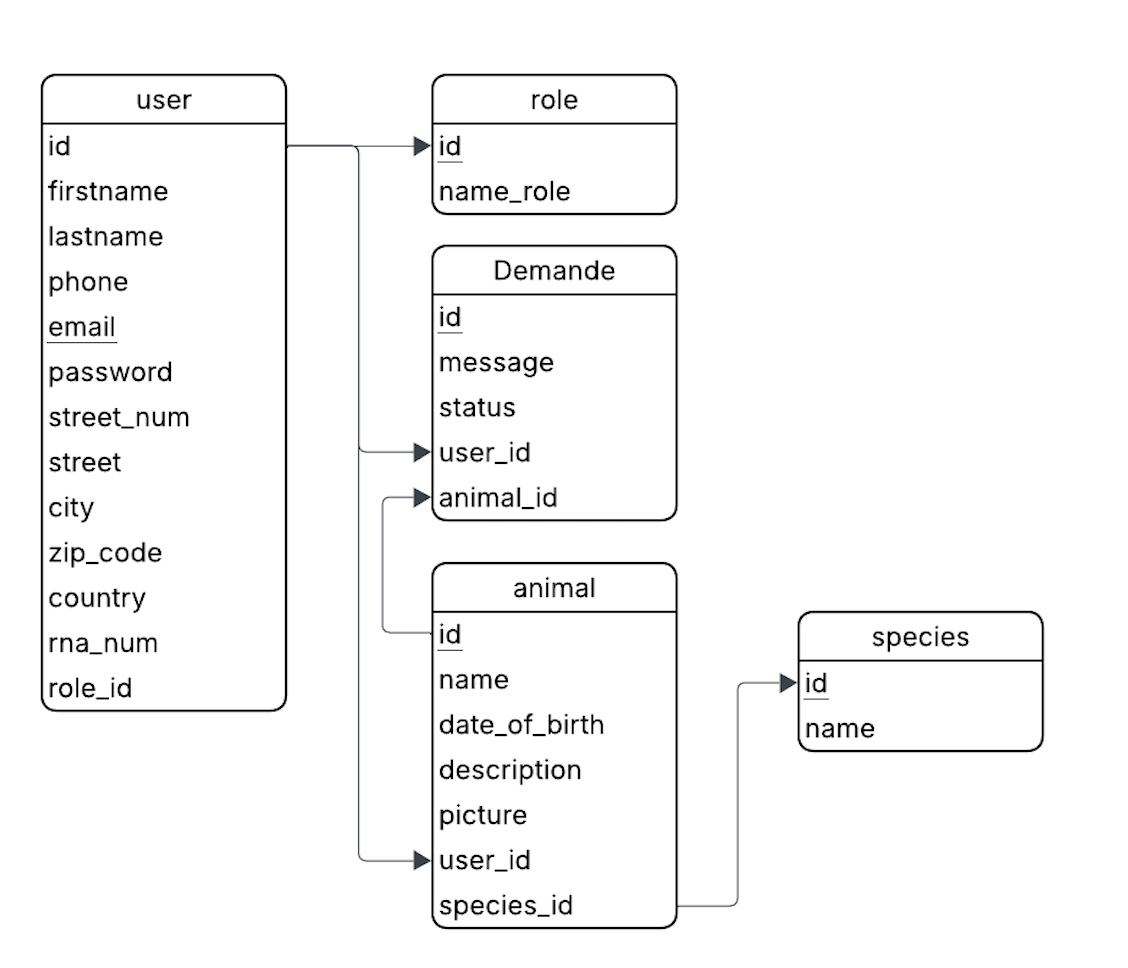 user
id
firstname
lastname
phone
email
password
street_num
street
city
zip_code
country
rna_num
role_id
role
id
name_role
Demande
id
message
status
user_id
animal_id
animal
id
name
date_of_birth
description
picture
user_id
species_id
species
id
name